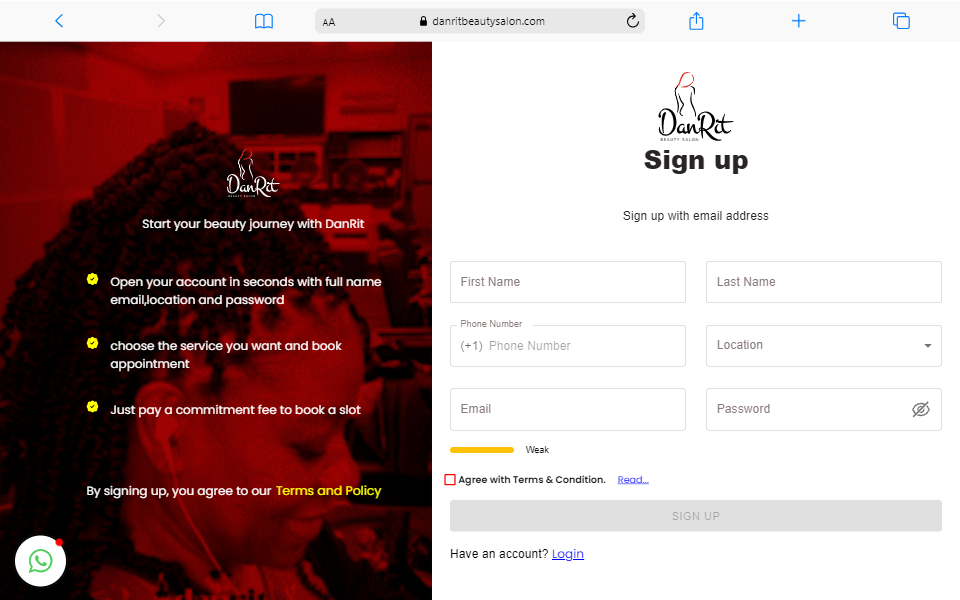 AA
danritbeautysalon.com
DanRit
BEAUTY SALON
Start your beauty journey with DanRit
Open your account in seconds with full name
email,location and password
choose the service you want and book
appointment
Just pay a commitment fee to book a slot
By signing up, you agree to our Terms and Policy
DanRit
BEAUTY SALON
Sign up
Sign up with email address
First Name
Last Name
Phone Number
(+1) Phone Number
Location
Email
Password
Weak
Agree with Terms & Condition. Read...
SIGN UP
Have an account? Login